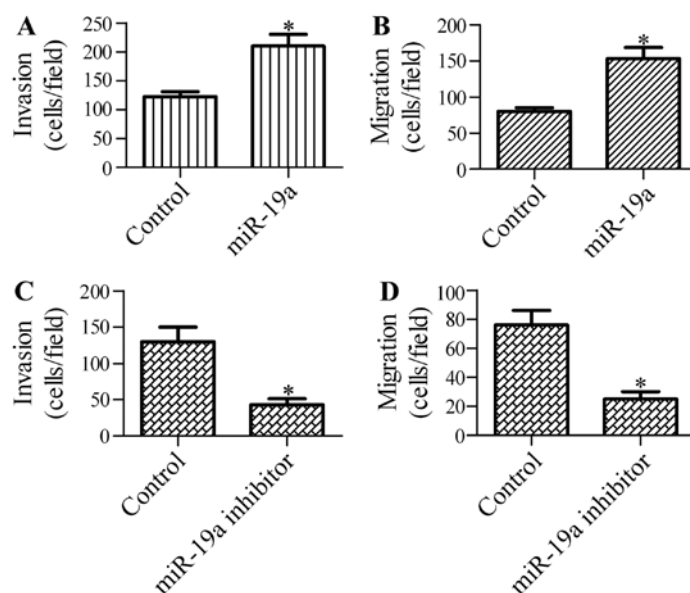 A
Invasion
(cells/field)
250
200
150
100
50
0
*
Control
miR-19a
B
Migration
(cells/field)
200
150
100
50
0
*
Control
miR-19a
C
Invasion
(cells/field)
200
150
100
50
0
*
Control
miR-19a inhibitor
D
Migration
(cells/field)
100
80
60
40
20
0
*
Control
miR-19a inhibitor